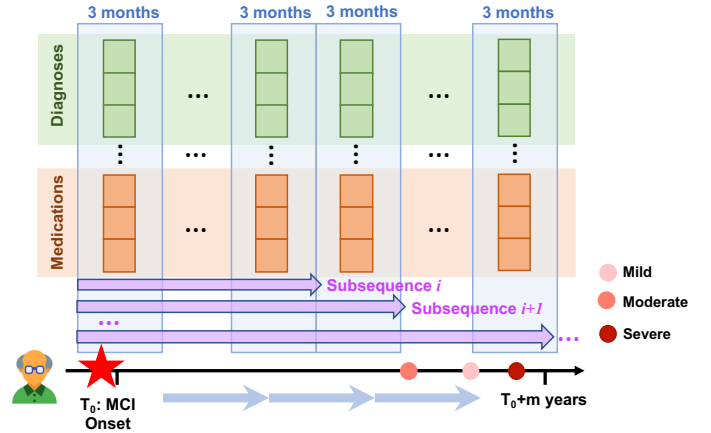 3 months
3 months
3 months
3 months
Diagnoses
...
...
...
...
Medications
...
...
Subsequence i
Subsequence i+1
...
...
Mild
Moderate
Severe
T₀: MCI
Onset
T₀+m years